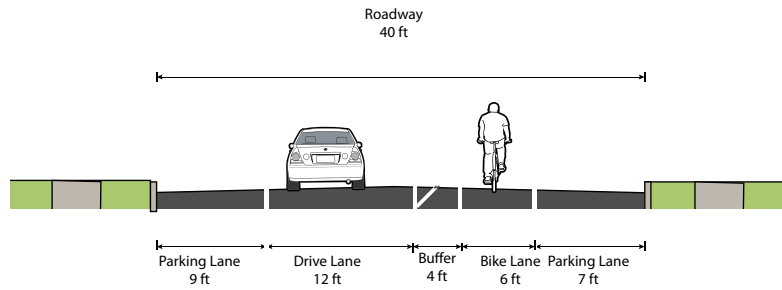 Roadway
40 ft
Parking Lane
9 ft
Drive Lane
12 ft
Buffer
4 ft
Bike Lane
6 ft
Parking Lane
7 ft